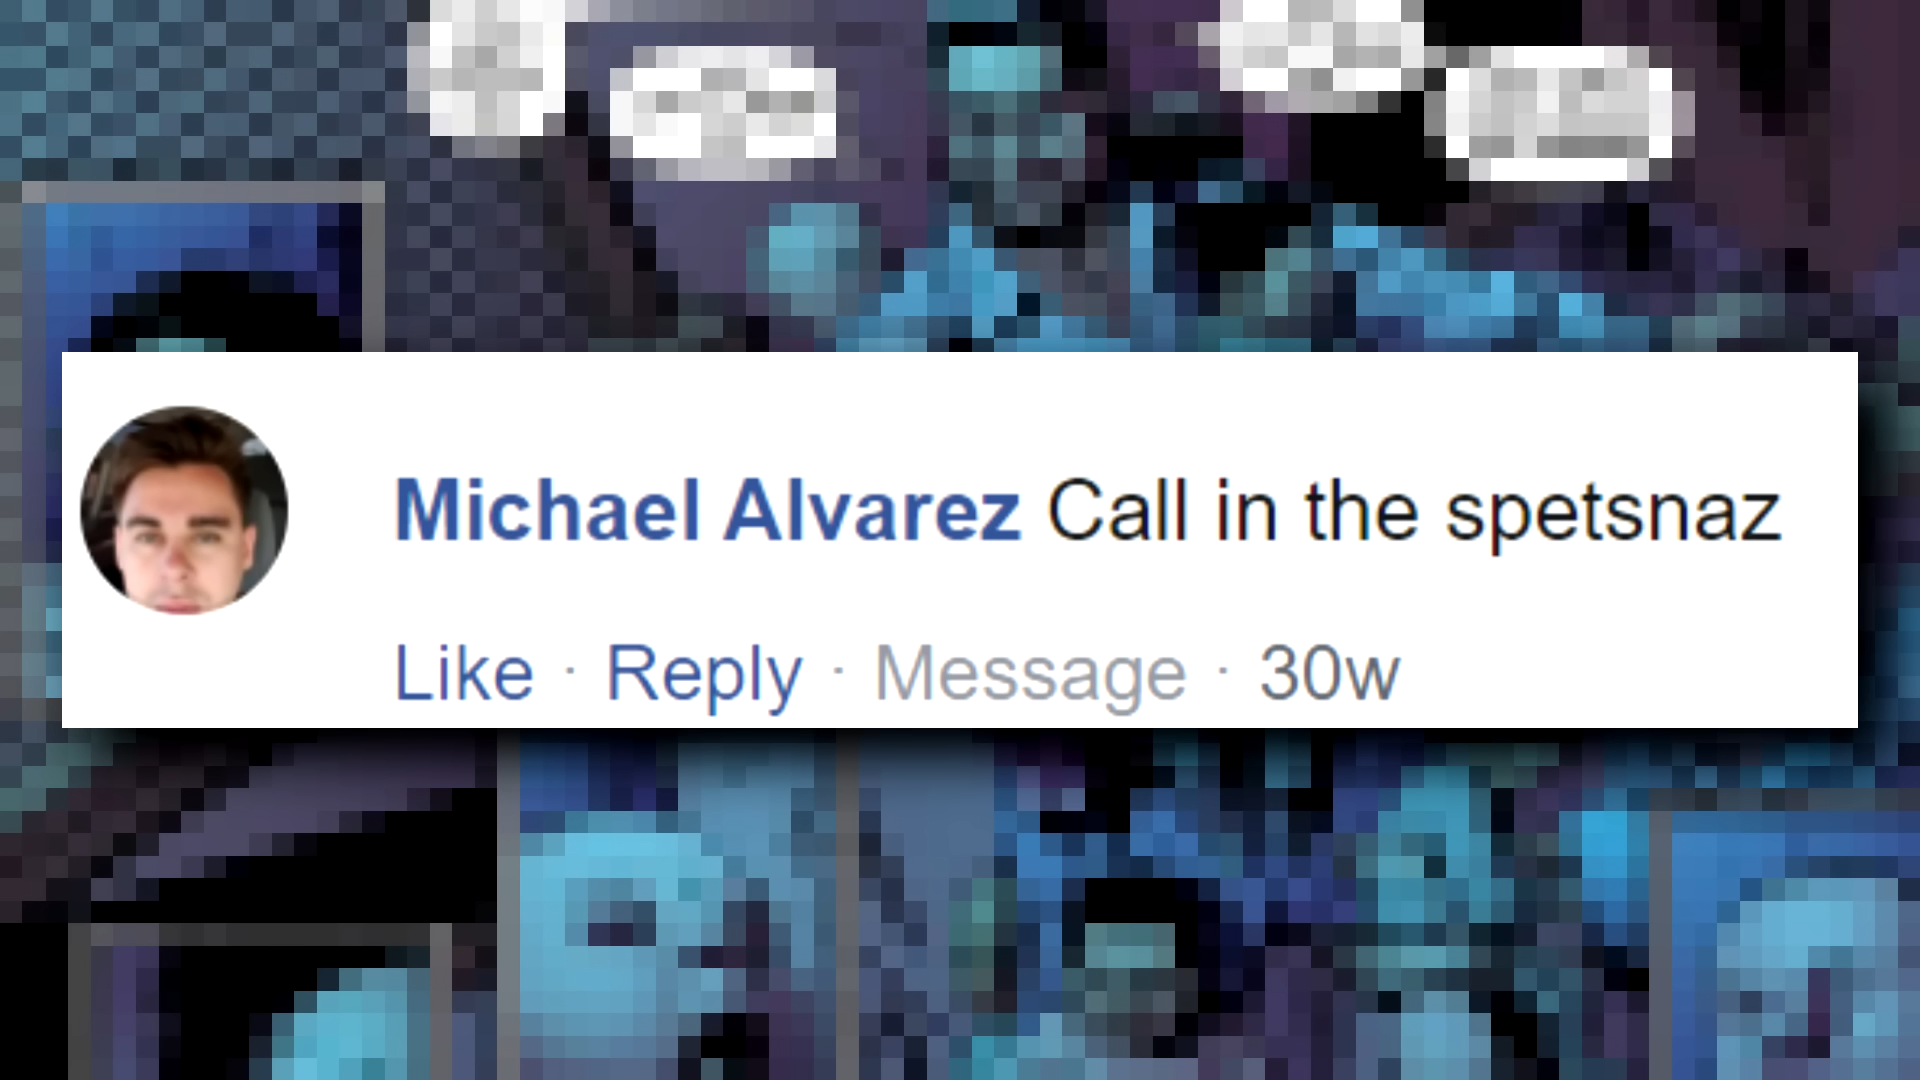 Michael Alvarez Call in the spetsnaz
Like · Reply · Message · 30w